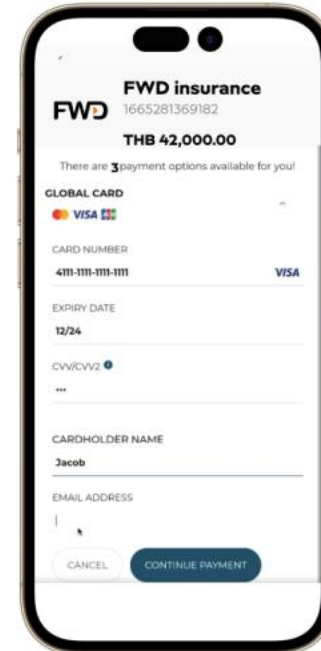 FWD insurance
FWD
1665281369182
THB 42,000.00
There are 3 payment options available for you!
GLOBAL CARD
VISA JCB
CARD NUMBER
4111-1111-1111-1111 VISA
EXPIRY DATE
12/24
CVV/CVV2
•••
CARDHOLDER NAME
Jacob
EMAIL ADDRESS
CANCEL CONTINUE PAYMENT